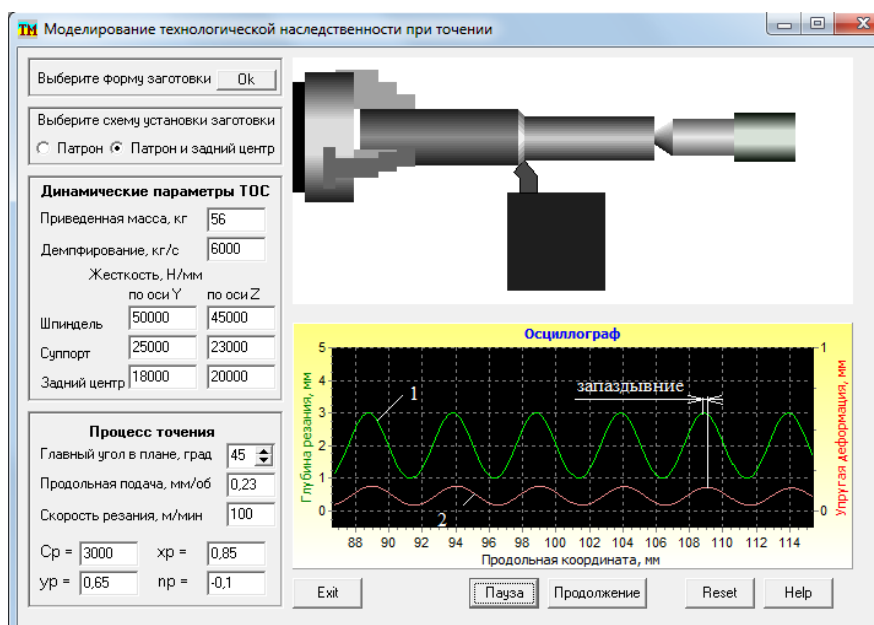 ТМ Моделирование технологической наследственности при точении
Выберите форму заготовки Ok
Выберите схему установки заготовки
Патрон Патрон и задний центр
Динамические параметры ТОС
Приведенная масса, кг 56
Демпфирование, кг/с 6000
Жесткость, Н/мм
по оси Y по оси Z
Шпиндель 50000 45000
Суппорт 25000 23000
Задний центр 18000 20000
Процесс точения
Главный угол в плане, град 45
Продольная подача, мм/об 0,23
Скорость резания, м/мин 100
Cp = 3000 xp = 0,85
yp = 0,65 np = -0,1
Осциллограф
Глубина резания, мм
5
4
3
2
1
0
1
запаздывние
2
1
0
Упругая деформация, мм
88 90 92 94 96 98 100 102 104 106 108 110 112 114
Продольная координата, мм
Exit Пауза Продолжение Reset Help